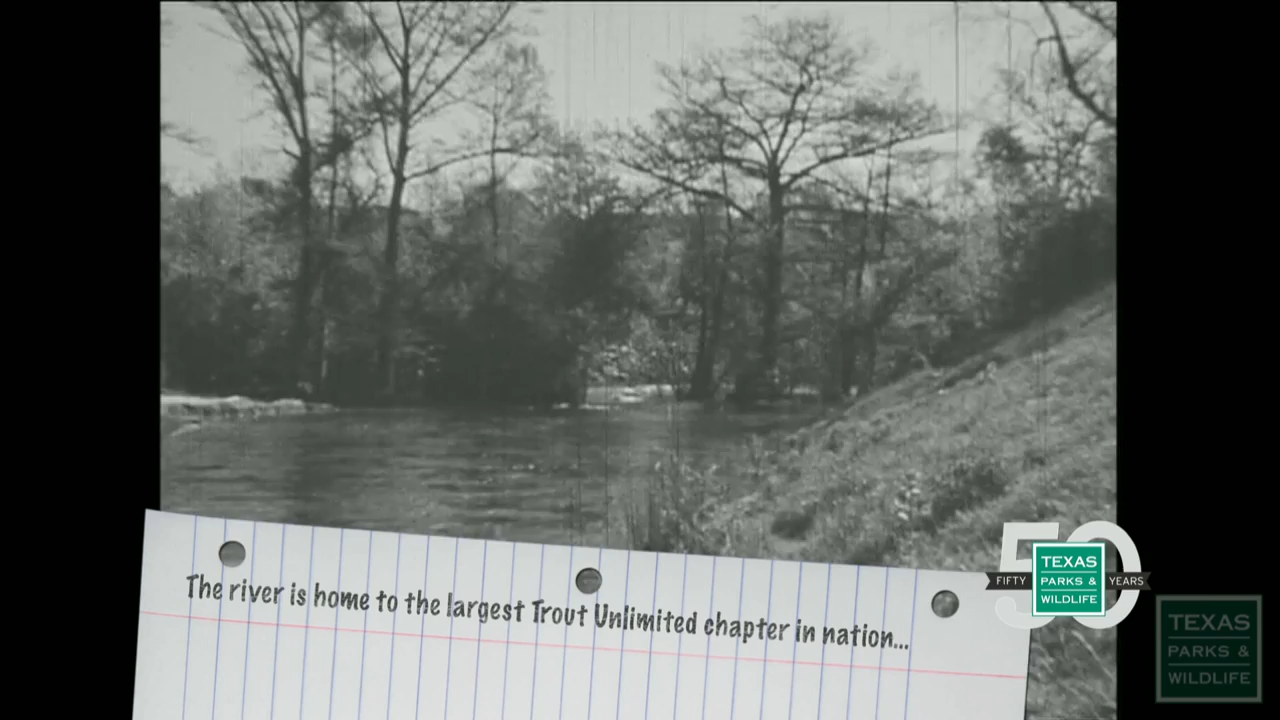 The river is home to the largest Trout Unlimited chapter in nation...
50
FIFTY YEARS
TEXAS
PARKS &
WILDLIFE
TEXAS
PARKS &
WILDLIFE